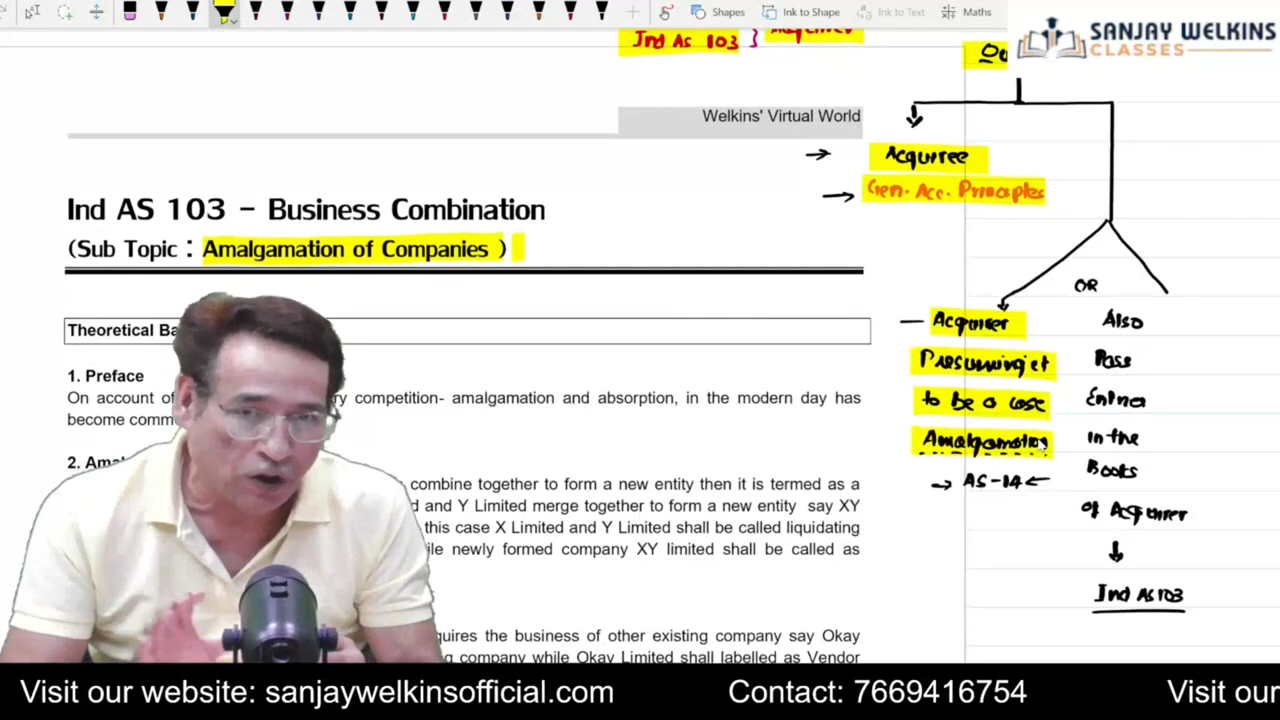 Shapes
Ink to Shape
Ink to Text
Maths
SANJAY WELKINS
CLASSES
Ind As 103 }
Welkins' Virtual World
Acquiree
Gen. Acc. Principles
Ind AS 103 – Business Combination
(Sub Topic : Amalgamation of Companies )
OR
Theoretical Ba
Acquirer
Presuming it
to be a case
Amalgamation
→ AS-14 ←
Also
Pass
Entries
In the
Books
of Acquirer
Ind AS 103
1. Preface
On account of ry competition- amalgamation and absorption, in the modern day has
become comm
2. Ama
combine together to form a new entity then it is termed as a
d and Y Limited merge together to form a new entity say XY
this case X Limited and Y Limited shall be called liquidating
ile newly formed company XY limited shall be called as
quires the business of other existing company say Okay
g company while Okay Limited shall labelled as Vendor
Visit our website: sanjaywelkinsofficial.com
Contact: 7669416754
Visit our